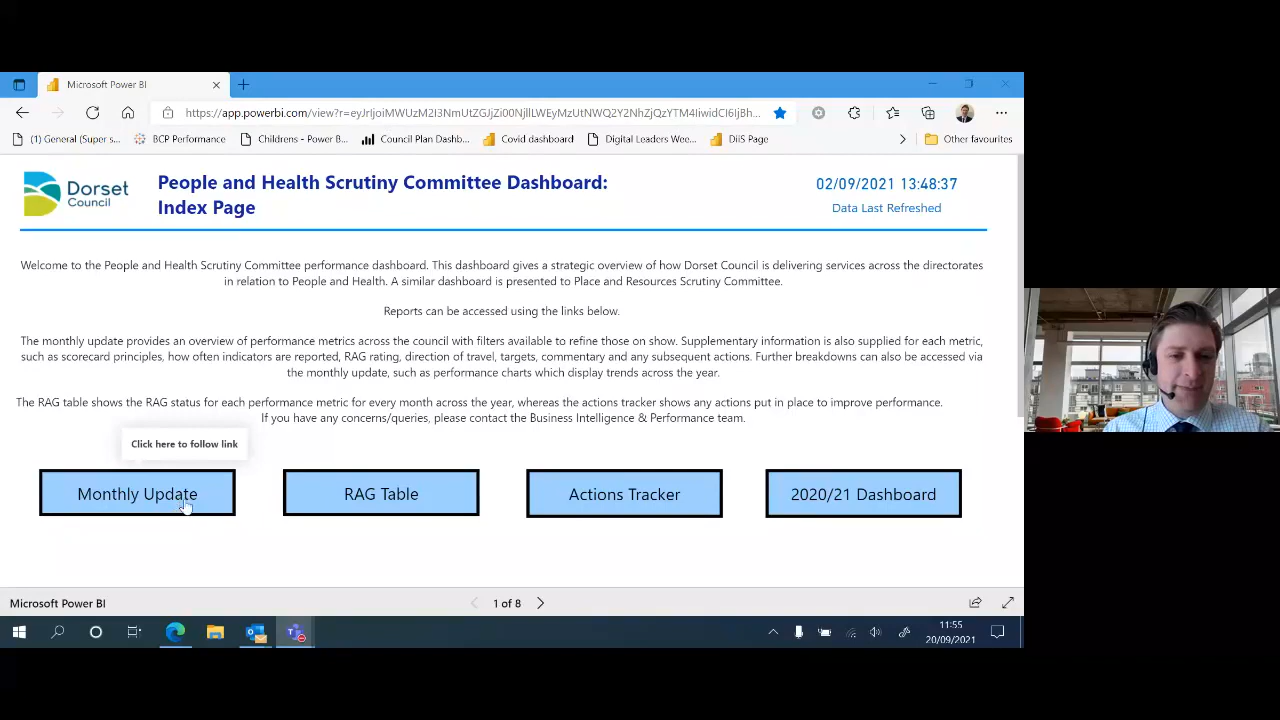 Microsoft Power BI
https://app.powerbi.com/view?r=eyJrIjoiMWUzM2I3NmUtZGJjZi00NjllLWEyMzUtNWQ2Y2NhZjQzYTM4IiwidCI6IjBh...
(1) General (Super s...
BCP Performance
Childrens - Power B...
Council Plan Dashb...
Covid dashboard
Digital Leaders Wee...
DiiS Page
Other favourites
Dorset
Council
People and Health Scrutiny Committee Dashboard:
Index Page
02/09/2021 13:48:37
Data Last Refreshed
Welcome to the People and Health Scrutiny Committee performance dashboard. This dashboard gives a strategic overview of how Dorset Council is delivering services across the directorates
in relation to People and Health. A similar dashboard is presented to Place and Resources Scrutiny Committee.
Reports can be accessed using the links below.
The monthly update provides an overview of performance metrics across the council with filters available to refine those on show. Supplementary information is also supplied for each metric,
such as scorecard principles, how often indicators are reported, RAG rating, direction of travel, targets, commentary and any subsequent actions. Further breakdowns can also be accessed via
the monthly update, such as performance charts which display trends across the year.
The RAG table shows the RAG status for each performance metric for every month across the year, whereas the actions tracker shows any actions put in place to improve performance.
If you have any concerns/queries, please contact the Business Intelligence & Performance team.
Click here to follow link
Monthly Update
RAG Table
Actions Tracker
2020/21 Dashboard
Microsoft Power BI
1 of 8
11:55
20/09/2021